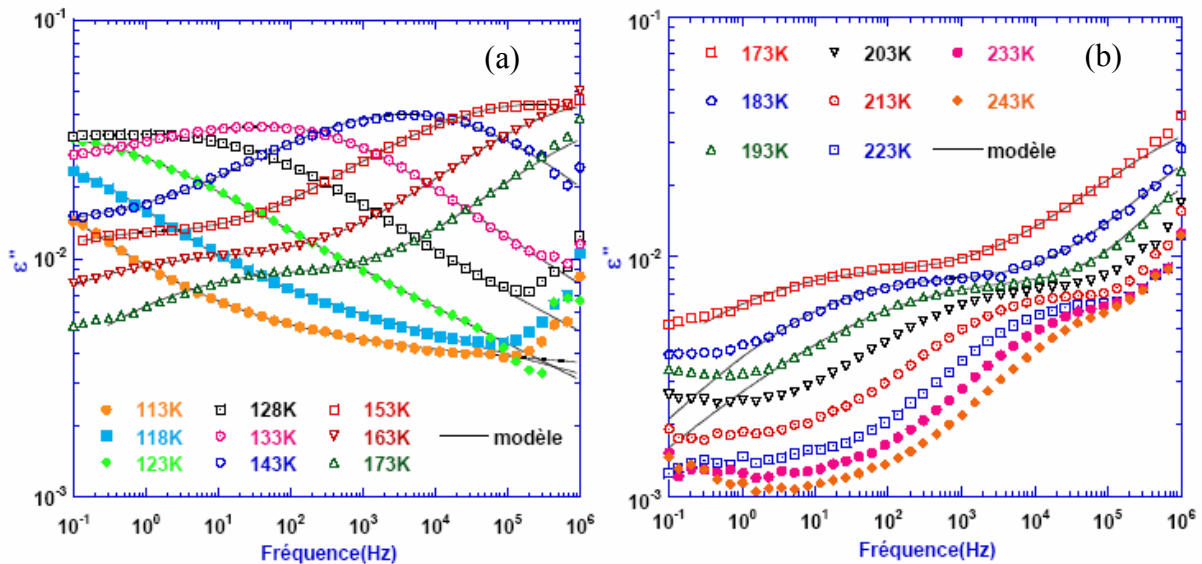 (a)
ε''
10⁻¹
10⁻²
10⁻³
113K 128K 153K
118K 133K 163K
123K 143K 173K
modèle
10⁻¹ 10⁰ 10¹ 10² 10³ 10⁴ 10⁵ 10⁶
Fréquence(Hz)
(b)
ε''
10⁻¹
10⁻²
10⁻³
173K 203K 233K
183K 213K 243K
193K 223K modèle
10⁻¹ 10⁰ 10¹ 10² 10³ 10⁴ 10⁵ 10⁶
Fréquence(Hz)